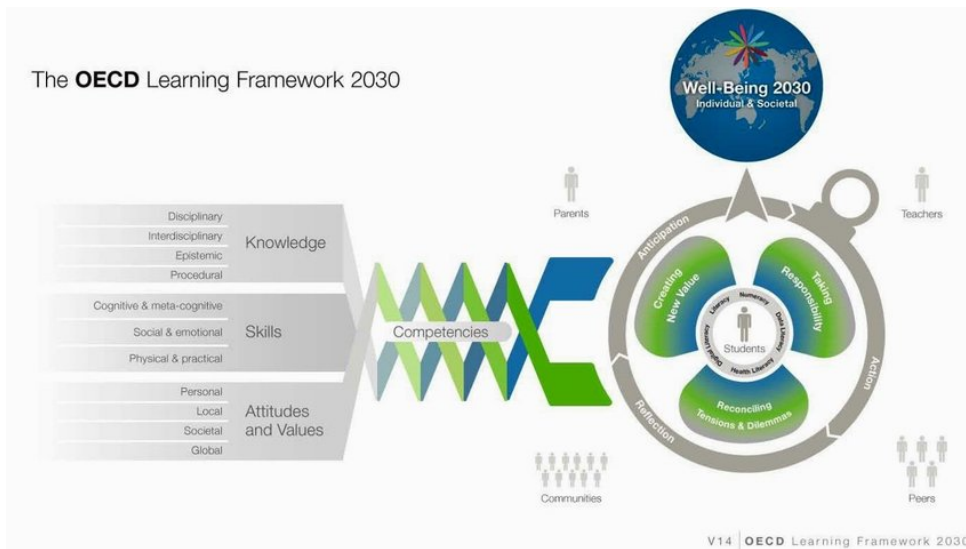 The OECD Learning Framework 2030
Well-Being 2030
Individual & Societal
Parents
Teachers
Disciplinary
Interdisciplinary
Epistemic
Procedural
Knowledge
Cognitive & meta-cognitive
Social & emotional
Physical & practical
Skills
Personal
Local
Societal
Global
Attitudes
and Values
Competencies
Anticipation
Action
Reflection
Creating
New Value
Taking
Responsibility
Reconciling
Tensions & Dilemmas
Literacy
Numeracy
Data Literacy
Health Literacy
Digital Literacy
Students
Communities
Peers
V14 | OECD Learning Framework 2030